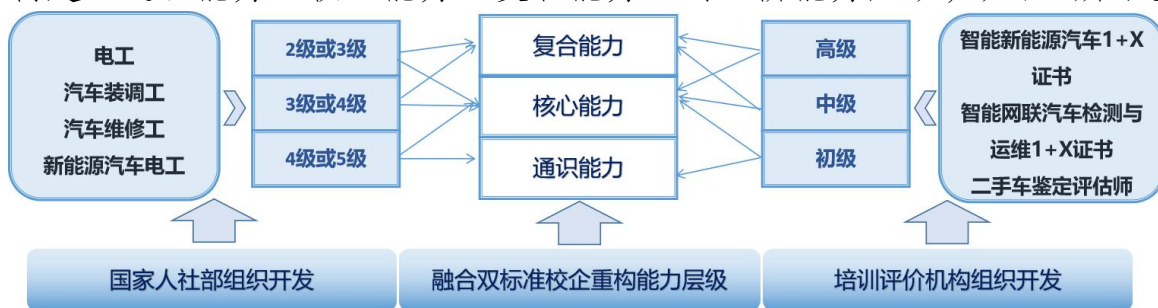 电工
汽车装调工
汽车维修工
新能源汽车电工
2级或3级
3级或4级
4级或5级
复合能力
核心能力
通识能力
高级
中级
初级
智能新能源汽车1+X
证书
智能网联汽车检测与
运维1+X证书
二手车鉴定评估师
国家人社部组织开发
融合双标准校企重构能力层级
培训评价机构组织开发